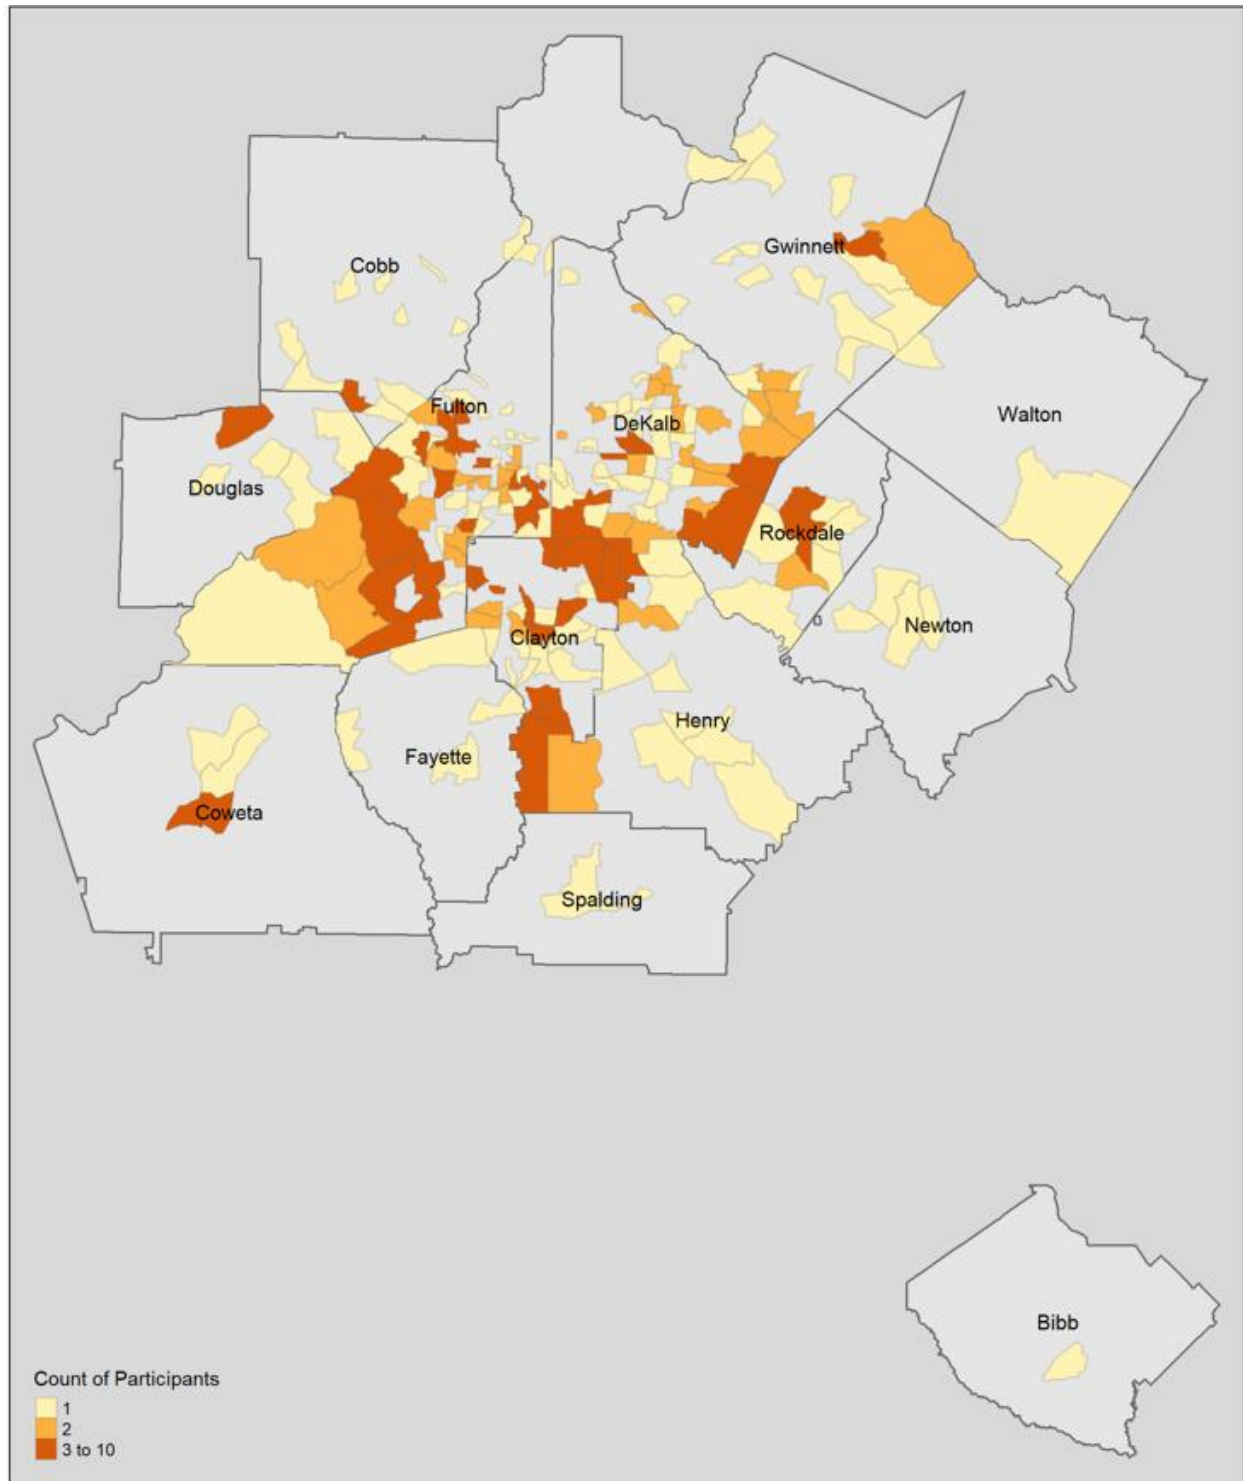 Gwinnett
Cobb
Fulton
Walton
DeKalb
Douglas
Rockdale
Newton
Clayton
Henry
Fayette
Coweta
Spalding
Bibb
Count of Participants
1
2
3 to 10